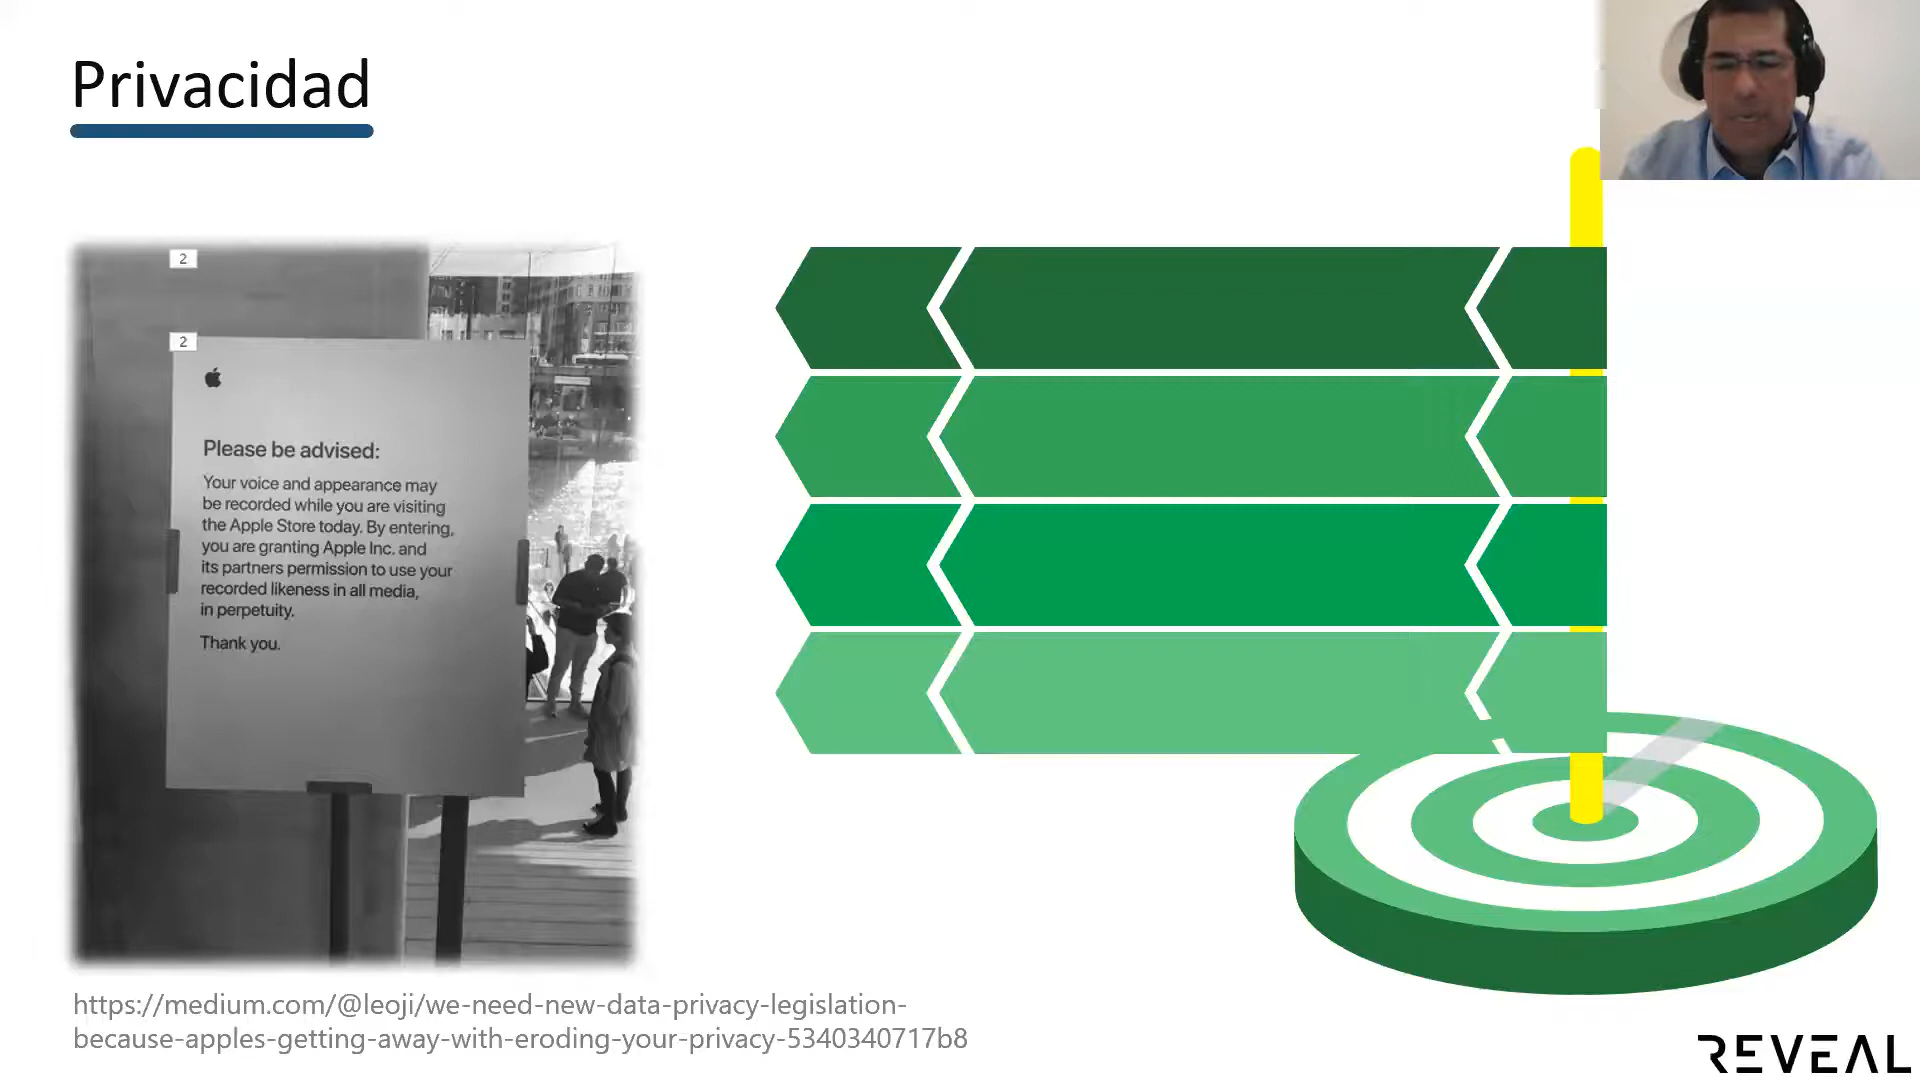 Privacidad
2
2
Please be advised:
Your voice and appearance may
be recorded while you are visiting
the Apple Store today. By entering,
you are granting Apple Inc. and
its partners permission to use your
recorded likeness in all media,
in perpetuity.
Thank you.
https://medium.com/@leoji/we-need-new-data-privacy-legislation-
because-apples-getting-away-with-eroding-your-privacy-5340340717b8
REVEAL